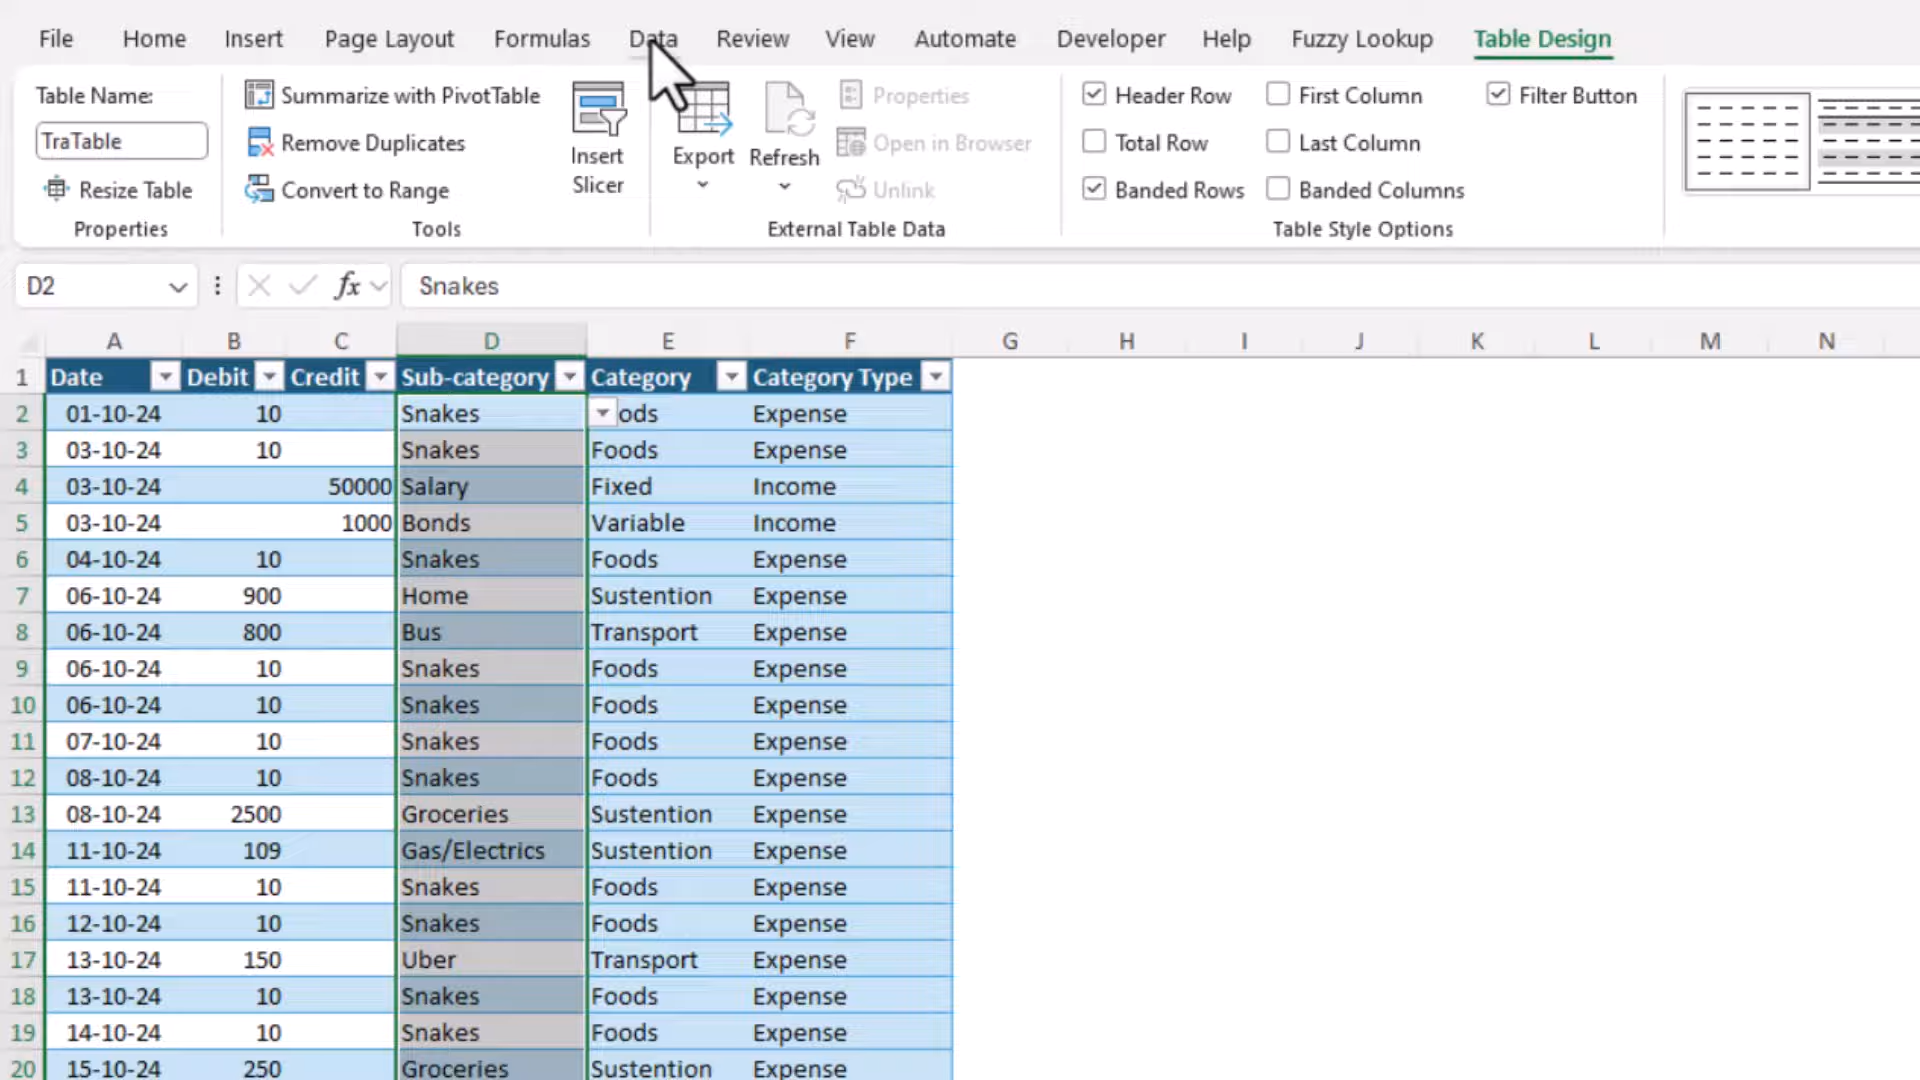 File Home Insert Page Layout Formulas Data Review View Automate Developer Help Fuzzy Lookup Table Design
Table Name:
TraTable
Resize Table
Properties
Summarize with PivotTable
Remove Duplicates
Convert to Range
Insert
Slicer
Tools
Export
Refresh
Properties
Open in Browser
Unlink
External Table Data
Header Row
First Column
Filter Button
Total Row
Last Column
Banded Rows
Banded Columns
Table Style Options
D2 fx Snakes
A B C D E F G H I J K L M N
1 Date Debit Credit Sub-category Category Category Type
2 01-10-24 10 Snakes ods Expense
3 03-10-24 10 Snakes Foods Expense
4 03-10-24 50000 Salary Fixed Income
5 03-10-24 1000 Bonds Variable Income
6 04-10-24 10 Snakes Foods Expense
7 06-10-24 900 Home Sustention Expense
8 06-10-24 800 Bus Transport Expense
9 06-10-24 10 Snakes Foods Expense
10 06-10-24 10 Snakes Foods Expense
11 07-10-24 10 Snakes Foods Expense
12 08-10-24 10 Snakes Foods Expense
13 08-10-24 2500 Groceries Sustention Expense
14 11-10-24 109 Gas/Electrics Sustention Expense
15 11-10-24 10 Snakes Foods Expense
16 12-10-24 10 Snakes Foods Expense
17 13-10-24 150 Uber Transport Expense
18 13-10-24 10 Snakes Foods Expense
19 14-10-24 10 Snakes Foods Expense
20 15-10-24 250 Groceries Sustention Expense